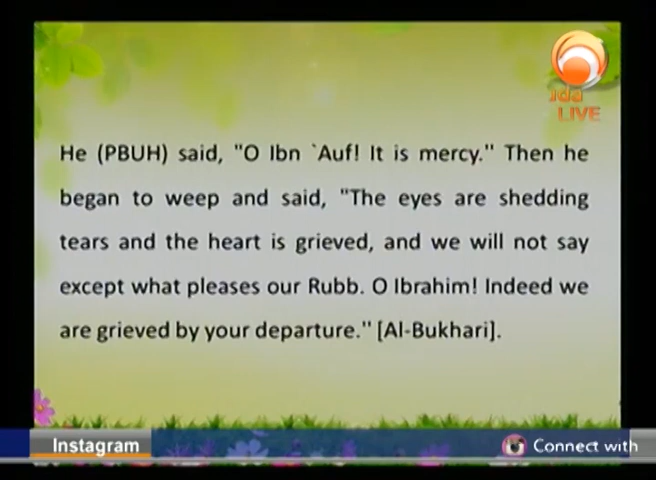 Huda
LIVE
He (PBUH) said, "O Ibn `Auf! It is mercy." Then he
began to weep and said, "The eyes are shedding
tears and the heart is grieved, and we will not say
except what pleases our Rubb. O Ibrahim! Indeed we
are grieved by your departure." [Al-Bukhari].
Instagram
Connect with